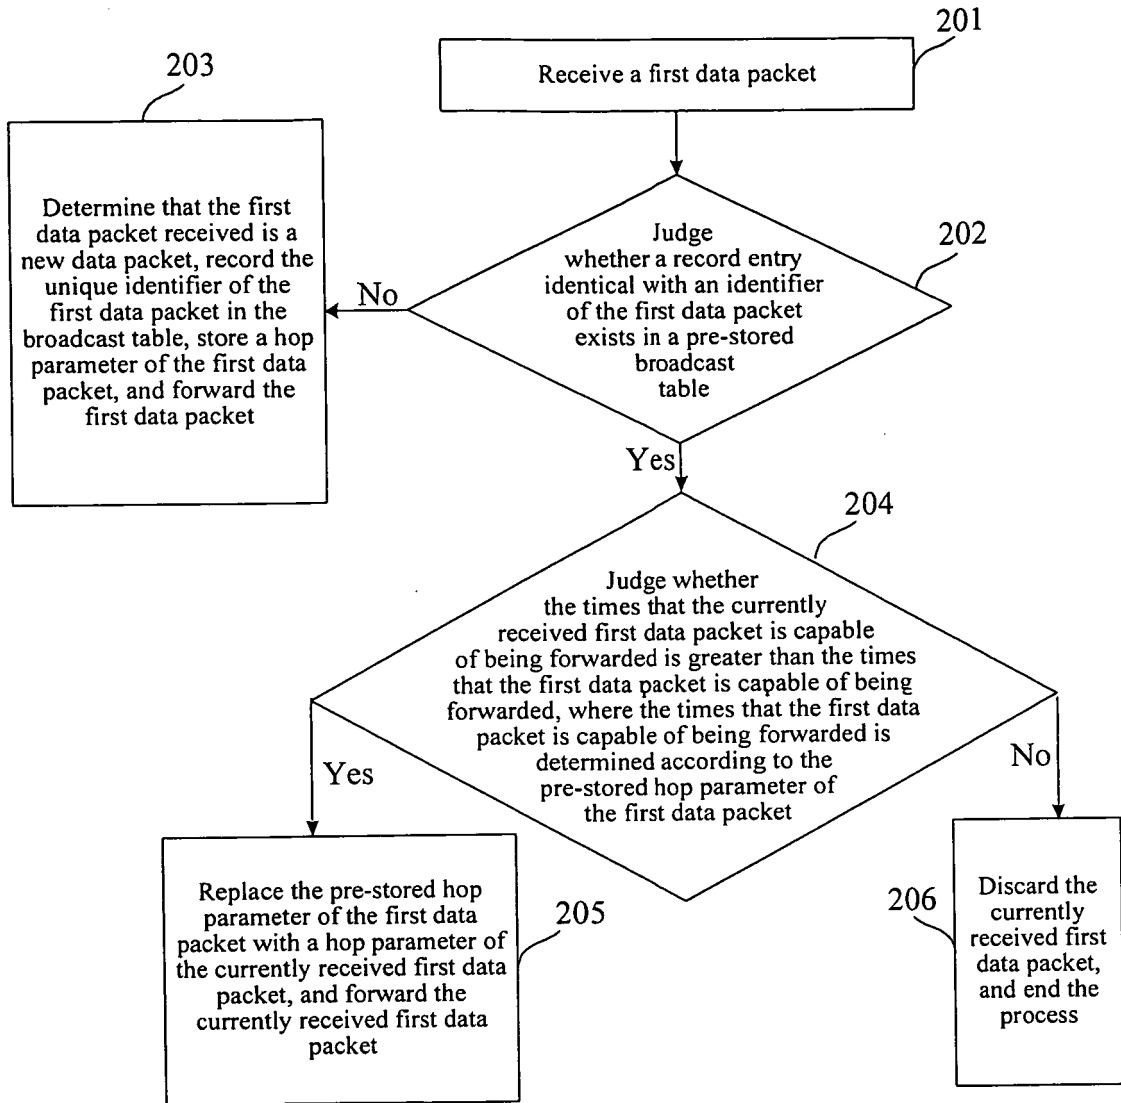 201
Receive a first data packet
203
Determine that the first
data packet received is a
new data packet, record the
unique identifier of the
first data packet in the
broadcast table, store a hop
parameter of the first data
packet, and forward the
first data packet
No
202
Judge
whether a record entry
identical with an identifier
of the first data packet
exists in a pre-stored
broadcast
table
Yes
204
Judge whether
the times that the currently
received first data packet is capable
of being forwarded is greater than the times
that the first data packet is capable of being
forwarded, where the times that the first data
packet is capable of being forwarded is
determined according to the
pre-stored hop parameter of
the first data packet
Yes
No
Replace the pre-stored hop
parameter of the first data
packet with a hop parameter of
the currently received first data
packet, and forward the
currently received first data
packet
205
206
Discard the
currently
received first
data packet,
and end the
process